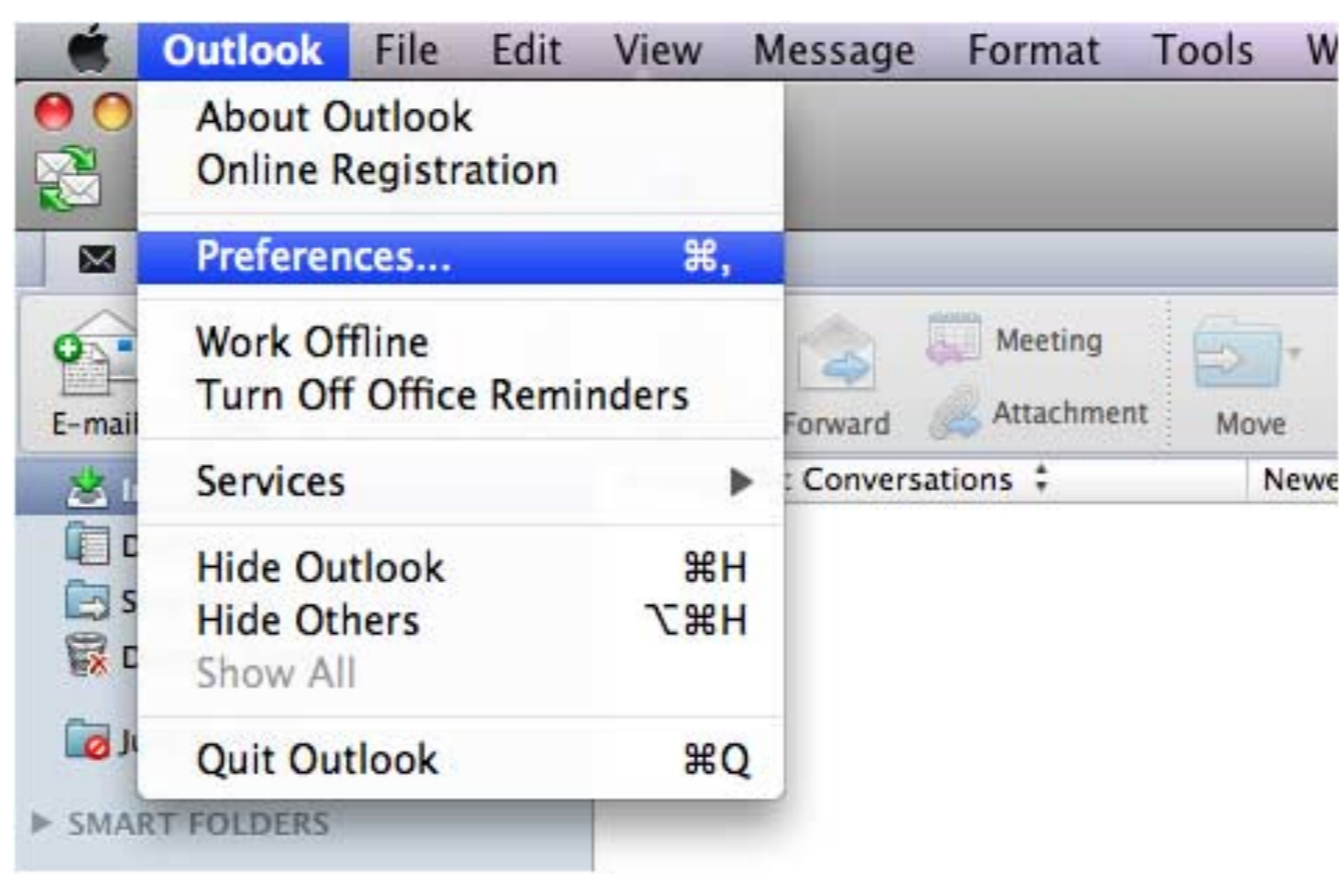 Outlook File Edit View Message Format Tools
About Outlook
Online Registration
Preferences... ⌘,
Work Offline
Turn Off Office Reminders
Services
Hide Outlook ⌘H
Hide Others ⌥⌘H
Show All
Quit Outlook ⌘Q
E-mail
Forward
Meeting
Attachment
Move
Conversations
SMART FOLDERS